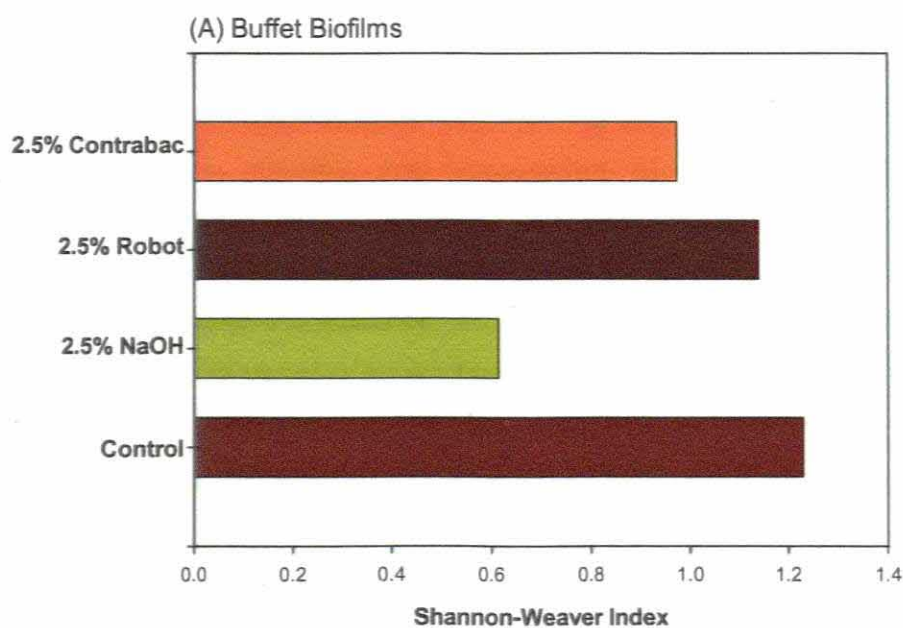 (A) Buffet Biofilms
2.5% Contrabac
2.5% Robot
2.5% NaOH
Control
0.0 0.2 0.4 0.6 0.8 1.0 1.2 1.4
Shannon-Weaver Index